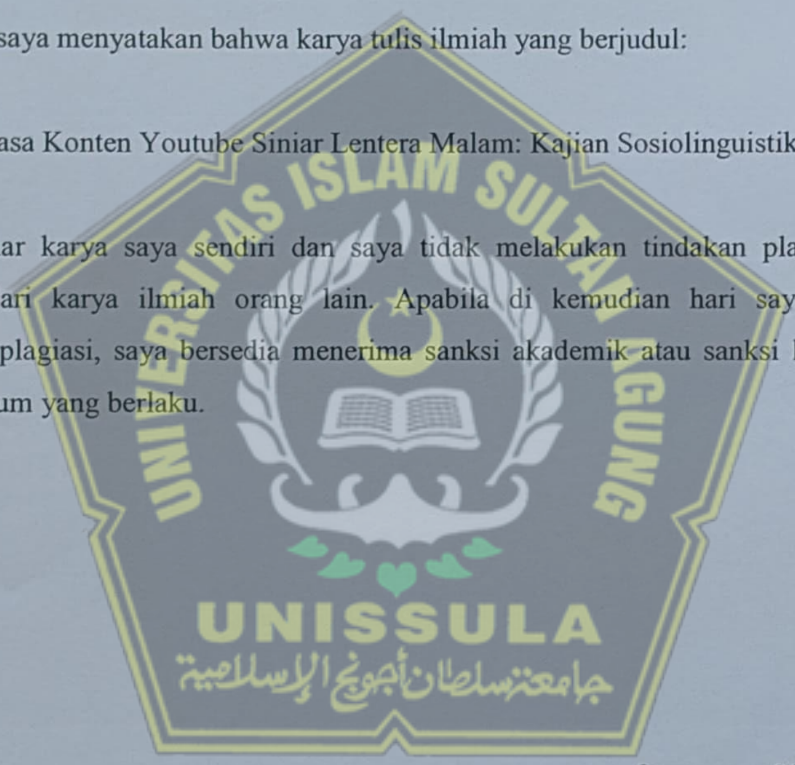 saya menyatakan bahwa karya tulis ilmiah yang berjudul:
asa Konten Youtube Siniar Lentera Malam: Kajian Sosiolinguistik
UNIVERSITAS ISLAM SULTAN AGUNG
ar karya saya sendiri dan saya tidak melakukan tindakan pla
ari karya ilmiah orang lain. Apabila di kemudian hari say
plagiasi, saya bersedia menerima sanksi akademik atau sanksi
um yang berlaku.
UNISSULA
جامعة سلطان أجونج الإسلامية